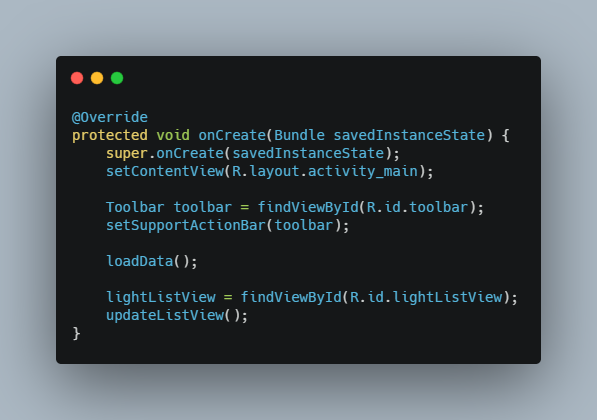 @Override
protected void onCreate(Bundle savedInstanceState) {
    super.onCreate(savedInstanceState);
    setContentView(R.layout.activity_main);

    Toolbar toolbar = findViewById(R.id.toolbar);
    setSupportActionBar(toolbar);

    loadData();

    lightListView = findViewById(R.id.lightListView);
    updateListView();
}